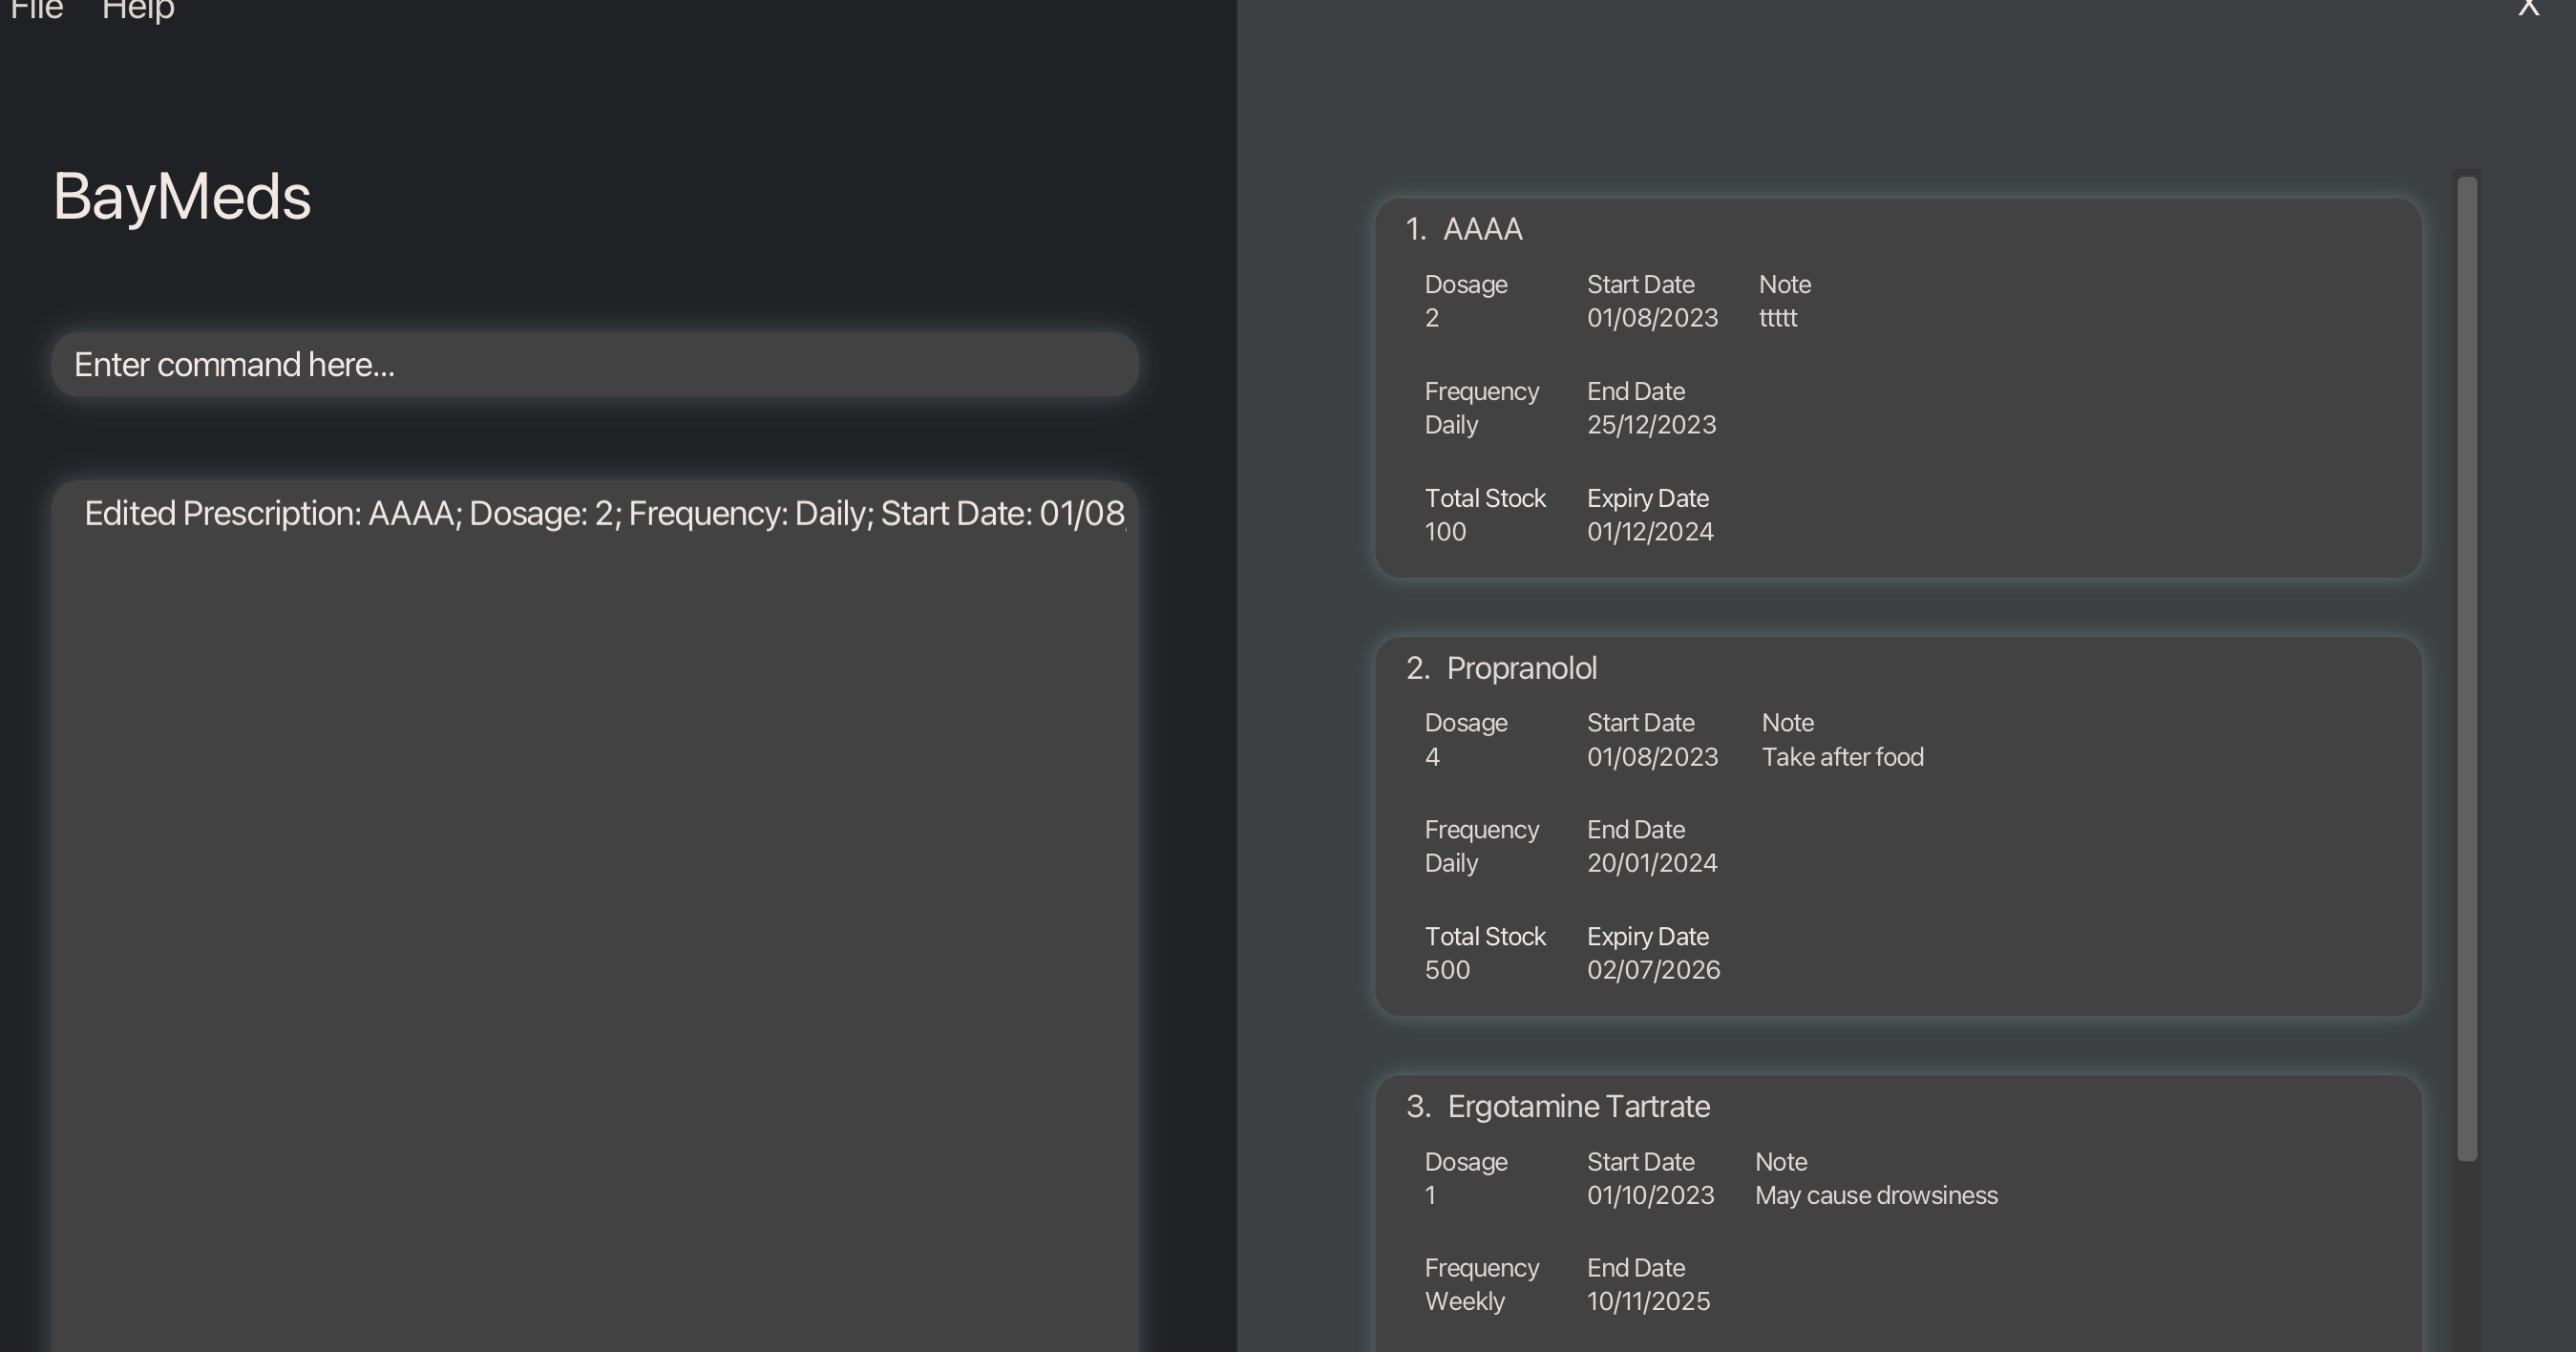 File Help X
BayMeds
Enter command here...
Edited Prescription: AAAA; Dosage: 2; Frequency: Daily; Start Date: 01/08
1. AAAA
Dosage Start Date Note
2 01/08/2023 ttttt
Frequency End Date
Daily 25/12/2023
Total Stock Expiry Date
100 01/12/2024
2. Propranolol
Dosage Start Date Note
4 01/08/2023 Take after food
Frequency End Date
Daily 20/01/2024
Total Stock Expiry Date
500 02/07/2026
3. Ergotamine Tartrate
Dosage Start Date Note
1 01/10/2023 May cause drowsiness
Frequency End Date
Weekly 10/11/2025